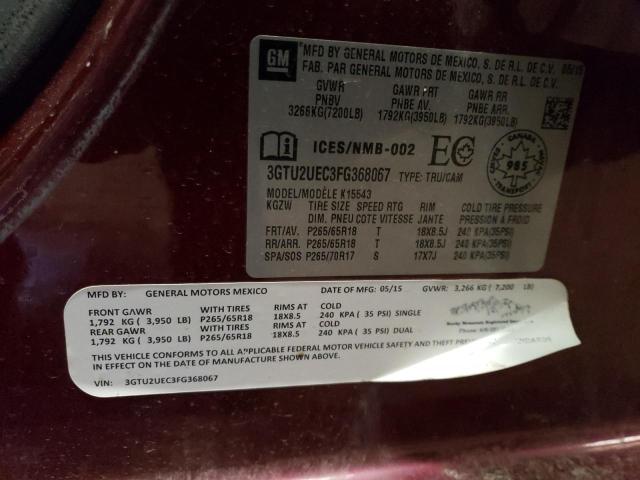 GM
MFD BY GENERAL MOTORS DE MEXICO, S. DE R.L. DE C.V. 05/15
FAB. PAR GENERAL MOTORS DE MEXICO, S. DE R.L. DE C.V.
GVWR GAWR FRT GAWR RR
PNBV PNBE AV. PNBE ARR.
3266KG(7200LB) 1792KG(3950LB) 1792KG(3950LB)
ICES/NMB-002 EC
CANADA
985
TRANSPORT
3GTU2UEC3FG368067 TYPE: TRU/CAM
MODEL/MODÈLE K15543
KGZW TIRE SIZE SPEED RTG RIM COLD TIRE PRESSURE
DIM. PNEU COTE VITESSE JANTE PRESSION A FROID
FRT/AV. P265/65R18 T 18X8.5J 240 KPA(35PSI)
RR/ARR. P265/65R18 T 18X8.5J 240 KPA(35PSI)
SPA/SOS P265/70R17 S 17X7J 240 KPA(35PSI)
MFD BY: GENERAL MOTORS MEXICO DATE OF MFG: 05/15 GVWR: 3,266 KG ( 7,200 LB)
FRONT GAWR WITH TIRES RIMS AT COLD
1,792 KG ( 3,950 LB) P265/65R18 18X8.5 240 KPA ( 35 PSI) SINGLE
REAR GAWR WITH TIRES RIMS AT COLD
1,792 KG ( 3,950 LB) P265/65R18 18X8.5 240 KPA ( 35 PSI) DUAL
THIS VEHICLE CONFORMS TO ALL APPLICABLE FEDERAL MOTOR VEHICLE SAFETY AND THEFT PREVENTION STANDARDS
IN EFFECT ON THE DATE OF MANUFACTURE SHOWN ABOVE.
VIN: 3GTU2UEC3FG368067